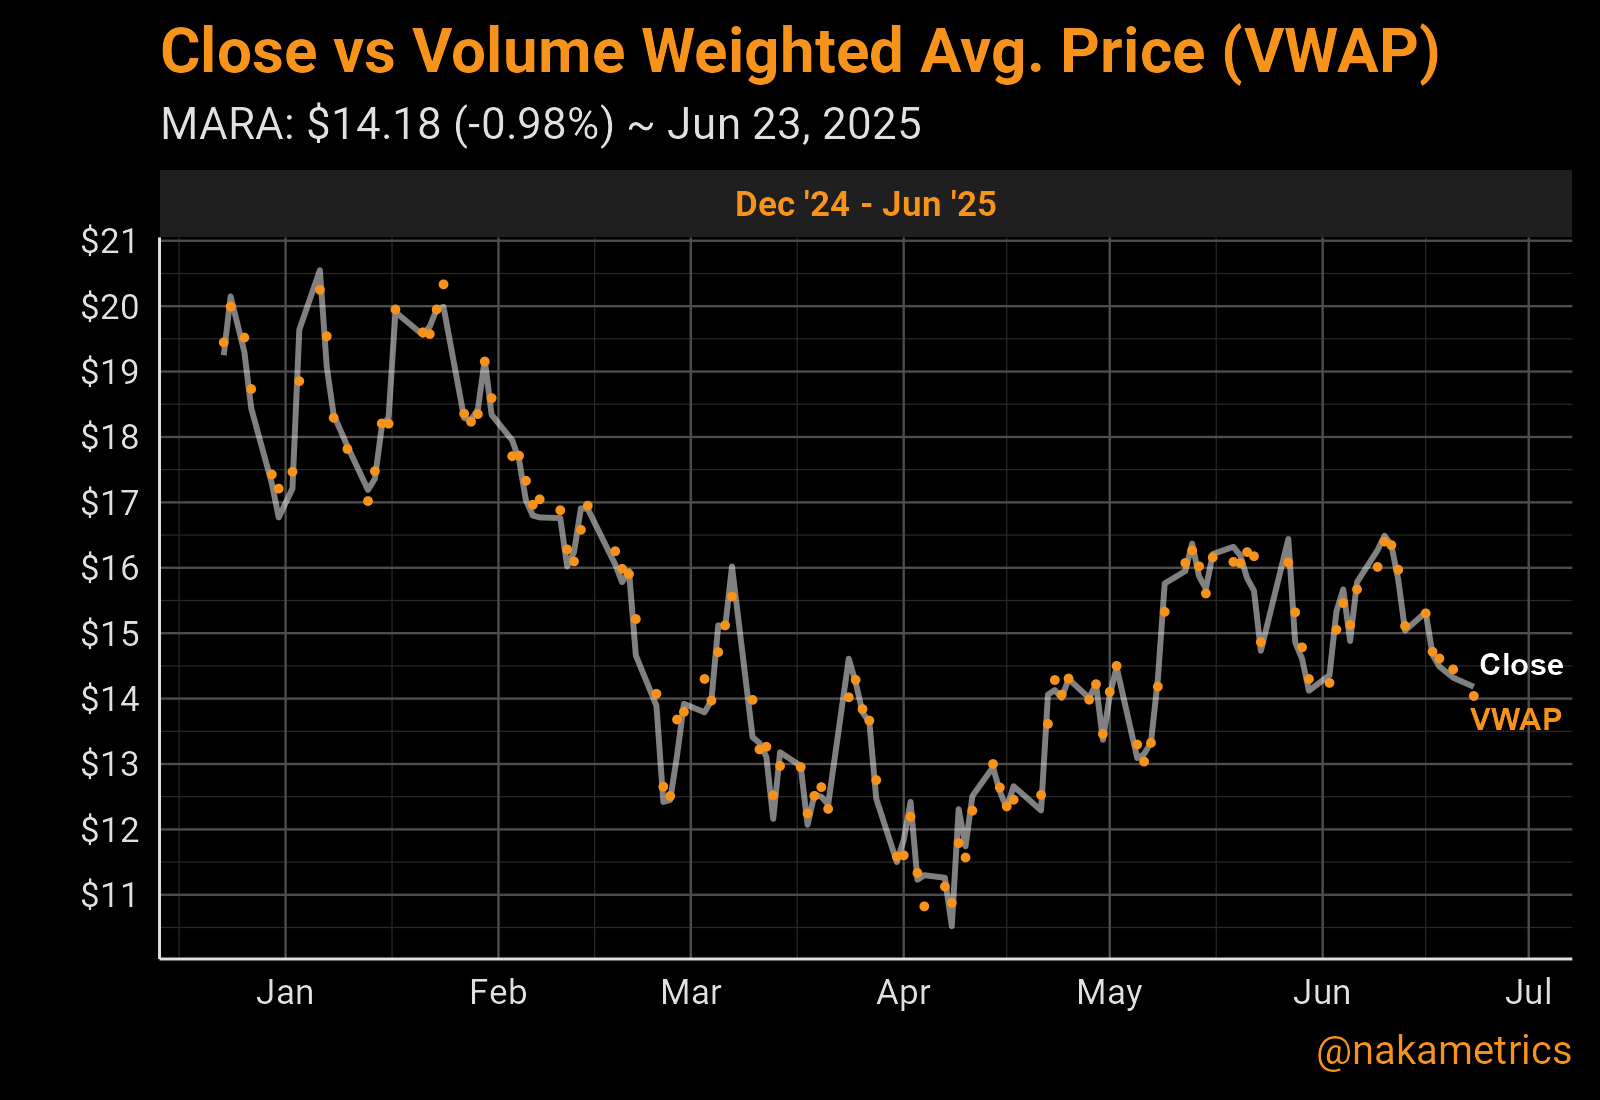 Close vs Volume Weighted Avg. Price (VWAP)
MARA: $14.18 (-0.98%) ~ Jun 23, 2025
Dec '24 - Jun '25
$21
$20
$19
$18
$17
$16
$15
$14
$13
$12
$11
Close
VWAP
Jan Feb Mar Apr May Jun Jul
@nakametrics